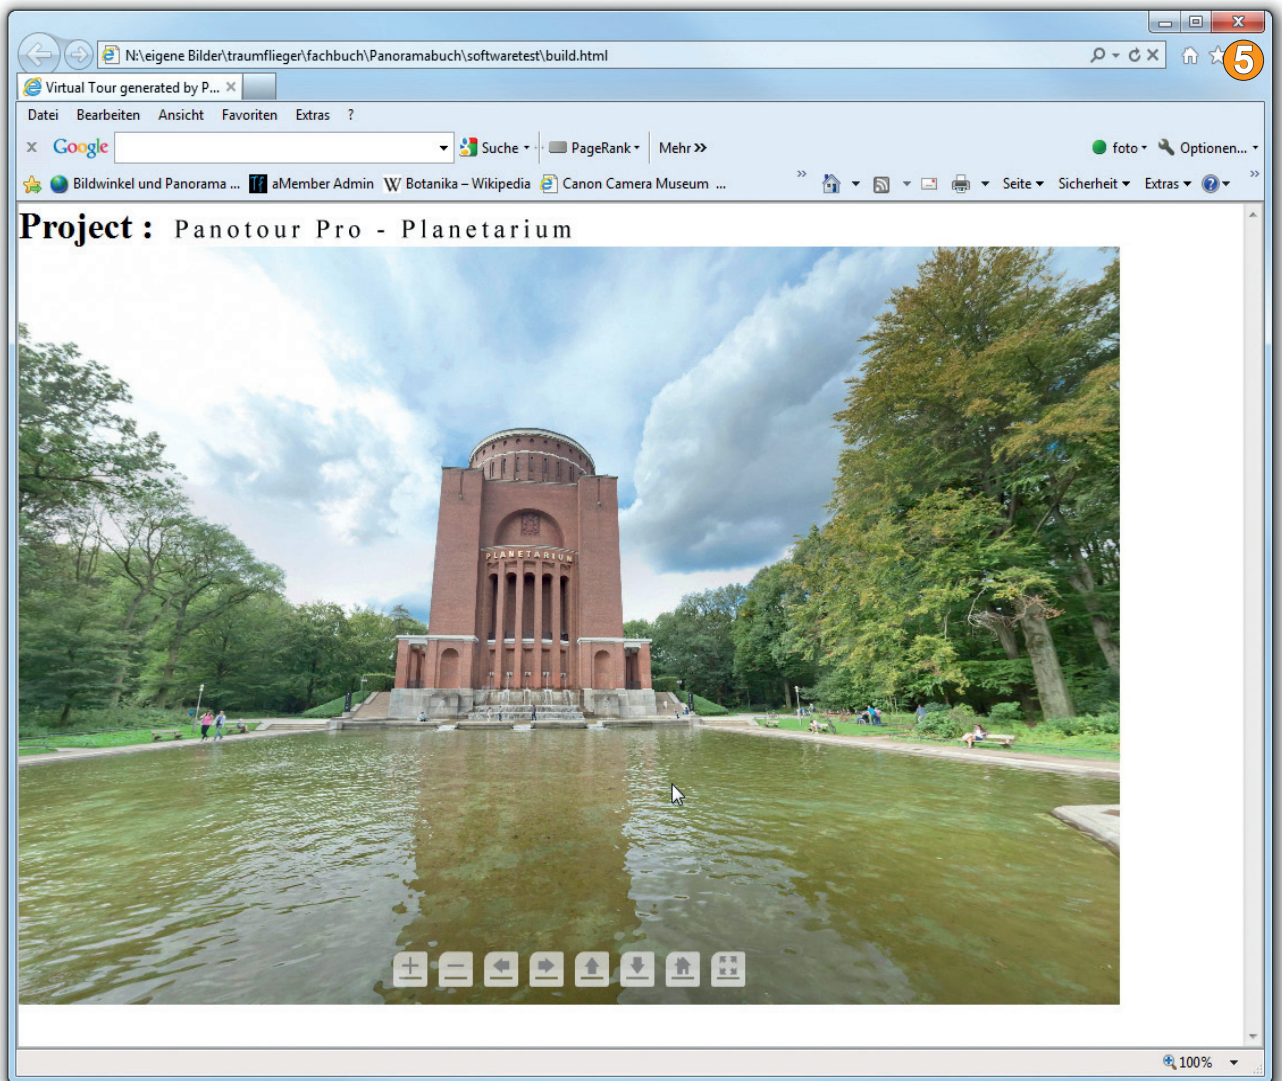 N:\eigene Bilder\traumflieger\fachbuch\Panoramabuch\softwaretest\build.html
5
Virtual Tour generated by P...
Datei Bearbeiten Ansicht Favoriten Extras ?
x Google Suche PageRank Mehr >> foto Optionen...
Bildwinkel und Panorama ... Tf aMember Admin W Botanika – Wikipedia Canon Camera Museum ... Seite Sicherheit Extras
Project : Panotour Pro - Planetarium
PLANETARIUM
100%